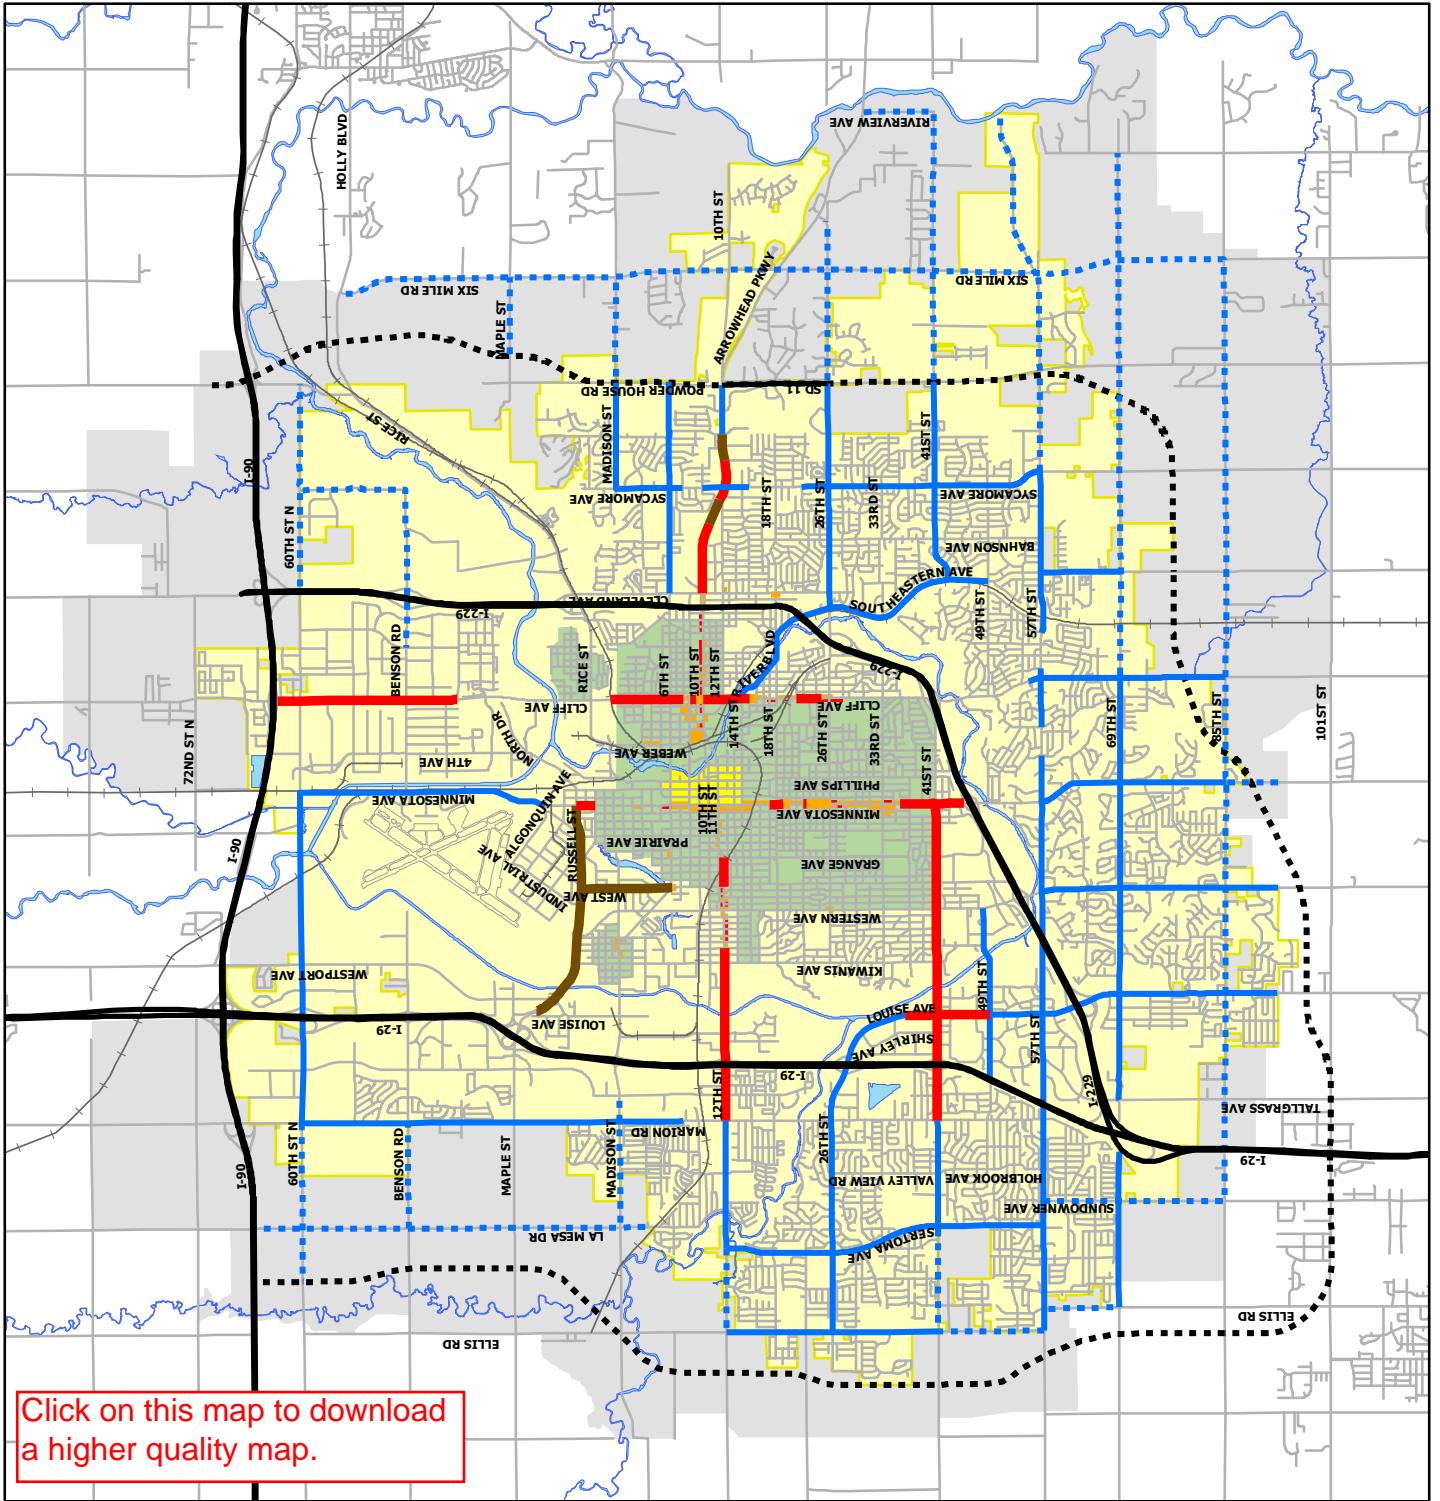 HOLLY BLVD
RIVERVIEW AVE
10TH ST
SIX MILE RD
SIX MILE RD
ARROWHEAD PKWY
MAPLE ST
POWDER HOUSE RD
SD 11
RICE ST
MADISON ST
41ST ST
I-90
SYCAMORE AVE
18TH ST
26TH ST
33RD ST
SYCAMORE AVE
60TH ST N
BAHNSON AVE
SOUTHEASTERN AVE
CLEVELAND AVE
I-229
49TH ST
57TH ST
BENSON RD
RICE ST
6TH ST
10TH ST
12TH ST
RIVERBLVD
I-229
CLIFF AVE
14TH ST
18TH ST
26TH ST
CLIFF AVE
33RD ST
69TH ST
85TH ST
101ST ST
72ND ST N
NORTH DR
4TH AVE
WEBER AVE
41ST ST
PHILLIPS AVE
MINNESOTA AVE
10TH ST
11TH ST
MINNESOTA AVE
ALGONQUIN AVE
RUSSELL ST
PRAIRIE AVE
I-90
INDUSTRIAL AVE
GRANGE AVE
WEST AVE
WESTERN AVE
WESTPORT AVE
KIWANIS AVE
49TH ST
LOUISE AVE
LOUISE AVE
I-29
SHIRLEY AVE
57TH ST
I-29
12TH ST
I-229
TALLGRASS AVE
MARION RD
26TH ST
60TH ST N
BENSON RD
MAPLE ST
MADISON ST
I-90
I-29
VALLEY VIEW RD
HOLBROOK AVE
SUNDOWNER AVE
LA MESA DR
SERTOMA AVE
ELLIS RD
ELLIS RD
Click on this map to download
a higher quality map.